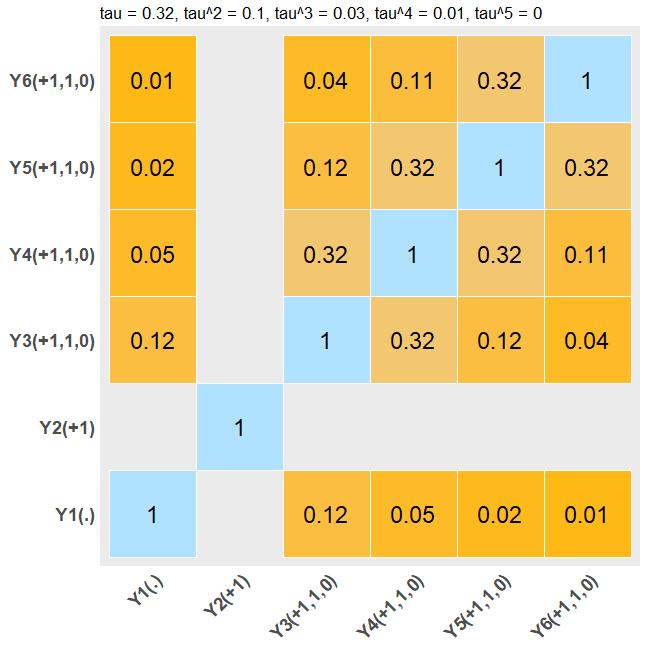 tau = 0.32, tau^2 = 0.1, tau^3 = 0.03, tau^4 = 0.01, tau^5 = 0
Y6(+1,1,0) 0.01 0.04 0.11 0.32 1
Y5(+1,1,0) 0.02 0.12 0.32 1 0.32
Y4(+1,1,0) 0.05 0.32 1 0.32 0.11
Y3(+1,1,0) 0.12 1 0.32 0.12 0.04
Y2(+1) 1
Y1(.) 1 0.12 0.05 0.02 0.01
Y1(.) Y2(+1) Y3(+1,1,0) Y4(+1,1,0) Y5(+1,1,0) Y6(+1,1,0)